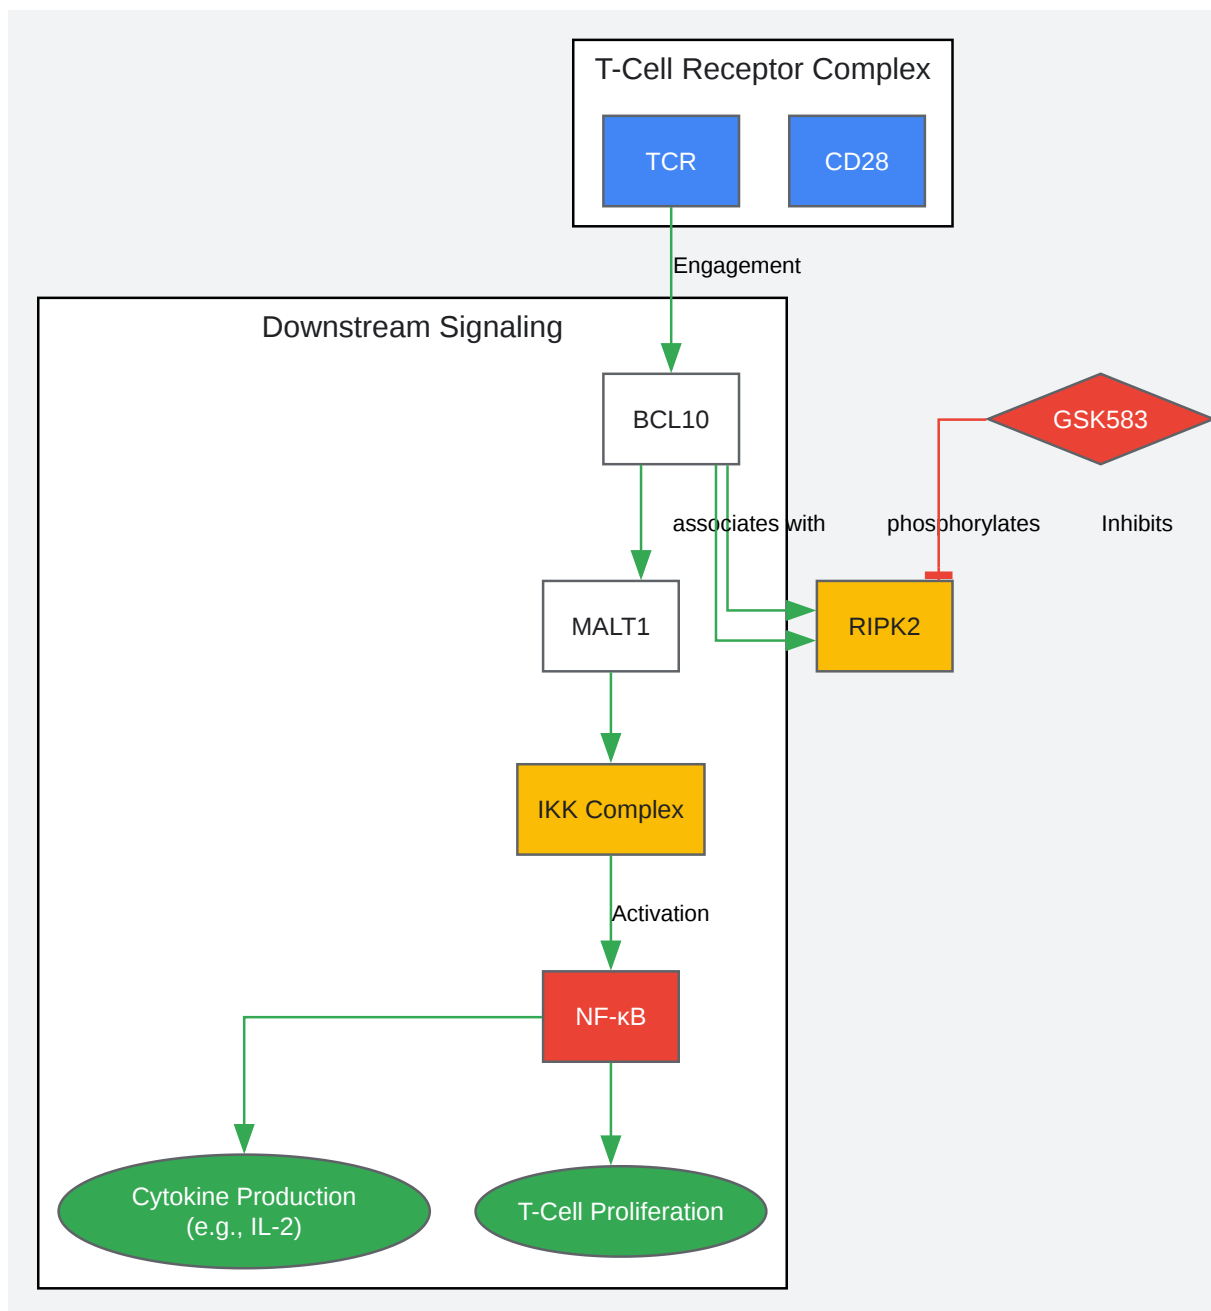 T-Cell Receptor Complex
TCR
CD28
Engagement
Downstream Signaling
BCL10
GSK583
associates with
phosphorylates
Inhibits
MALT1
RIPK2
IKK Complex
Activation
NF-κB
Cytokine Production
(e.g., IL-2)
T-Cell Proliferation